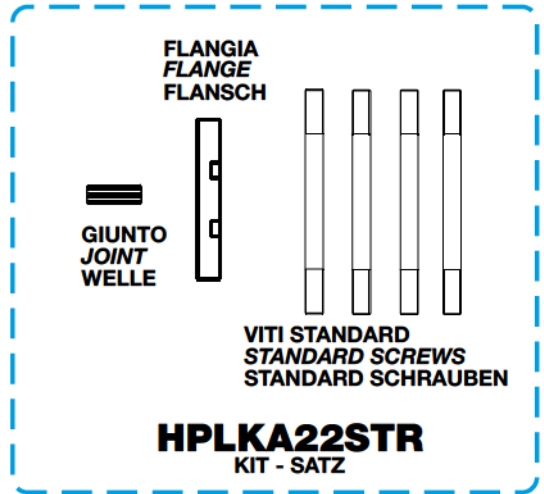 FLANGIA
FLANGE
FLANSCH
GIUNTO
JOINT
WELLE
VITI STANDARD
STANDARD SCREWS
STANDARD SCHRAUBEN
HPLKA22STR
KIT - SATZ